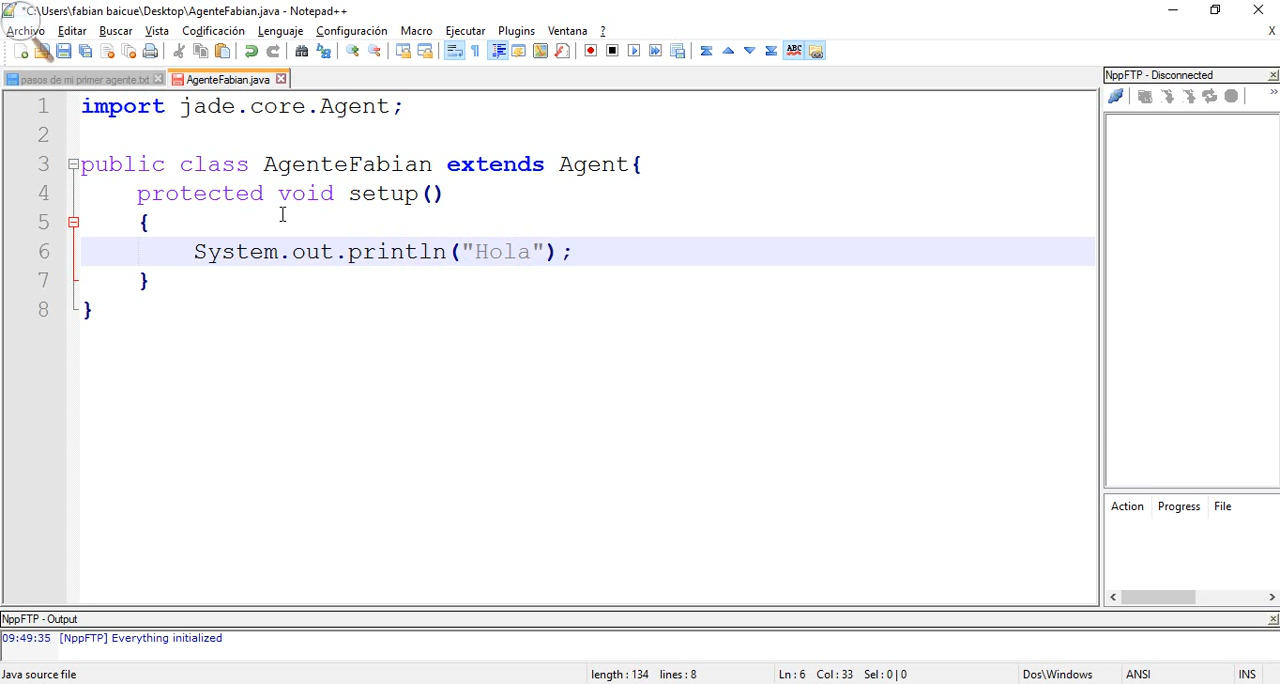 *C:\Users\fabian baicue\Desktop\AgenteFabian.java - Notepad++
Archivo Editar Buscar Vista Codificación Lenguaje Configuración Macro Ejecutar Plugins Ventana ? X
ABC
pasos de mi primer agente.txt AgenteFabian.java
NppFTP - Disconnected
1 import jade.core.Agent;
2
3 public class AgenteFabian extends Agent{
4 protected void setup()
5 {
6 System.out.println("Hola");
7 }
8 }
Action Progress File
NppFTP - Output
09:49:35 [NppFTP] Everything initialized
Java source file length : 134 lines : 8 Ln : 6 Col : 33 Sel : 0 | 0 Dos\Windows ANSI INS